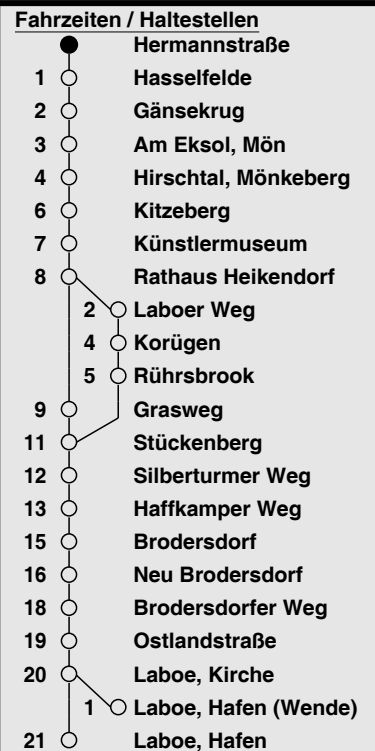 Fahrzeiten / Haltestellen
Hermannstraße
1 Hasselfelde
2 Gänsekrug
3 Am Eksol, Mön
4 Hirschtal, Mönkeberg
6 Kitzeberg
7 Künstlermuseum
8 Rathaus Heikendorf
2 Laboer Weg
4 Korügen
5 Rührsbrook
9 Grasweg
11 Stückenberg
12 Silberturmer Weg
13 Haffkamper Weg
15 Brodersdorf
16 Neu Brodersdorf
18 Brodersdorfer Weg
19 Ostlandstraße
20 Laboe, Kirche
1 Laboe, Hafen (Wende)
21 Laboe, Hafen